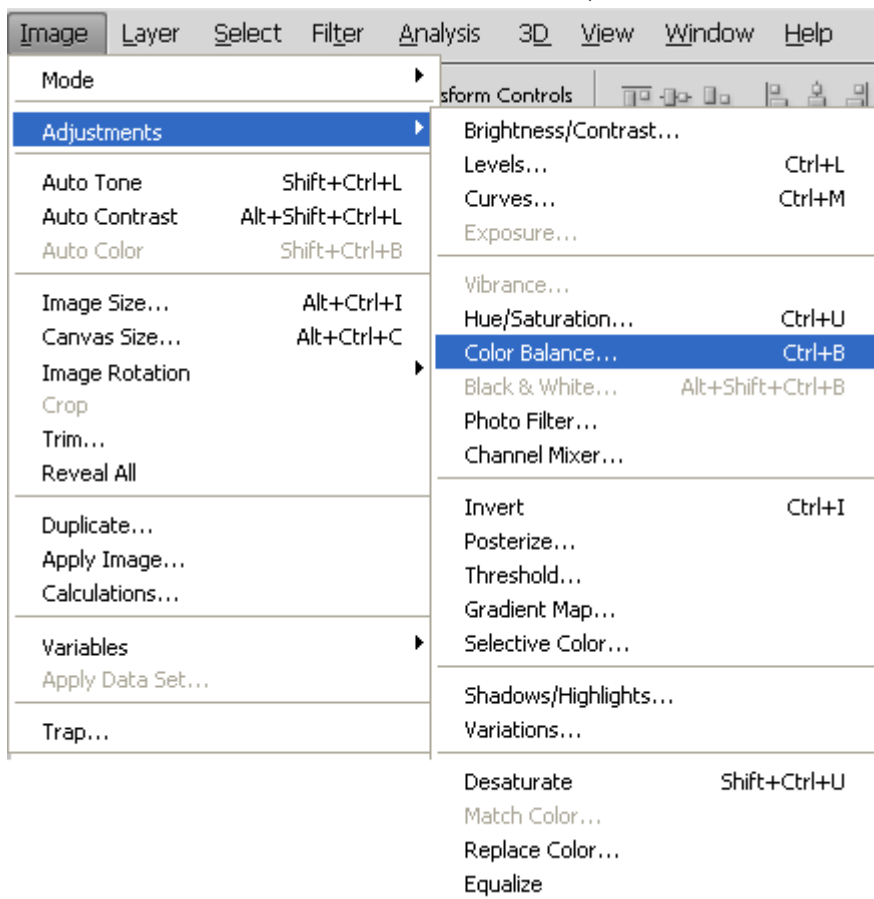 Image Layer Select Filter Analysis 3D View Window Help
sform Controls
Mode
Adjustments
Auto Tone Shift+Ctrl+L
Auto Contrast Alt+Shift+Ctrl+L
Auto Color Shift+Ctrl+B
Image Size... Alt+Ctrl+I
Canvas Size... Alt+Ctrl+C
Image Rotation
Crop
Trim...
Reveal All
Duplicate...
Apply Image...
Calculations...
Variables
Apply Data Set...
Trap...
Brightness/Contrast...
Levels... Ctrl+L
Curves... Ctrl+M
Exposure...
Vibrance...
Hue/Saturation... Ctrl+U
Color Balance... Ctrl+B
Black & White... Alt+Shift+Ctrl+B
Photo Filter...
Channel Mixer...
Invert Ctrl+I
Posterize...
Threshold...
Gradient Map...
Selective Color...
Shadows/Highlights...
Variations...
Desaturate Shift+Ctrl+U
Match Color...
Replace Color...
Equalize